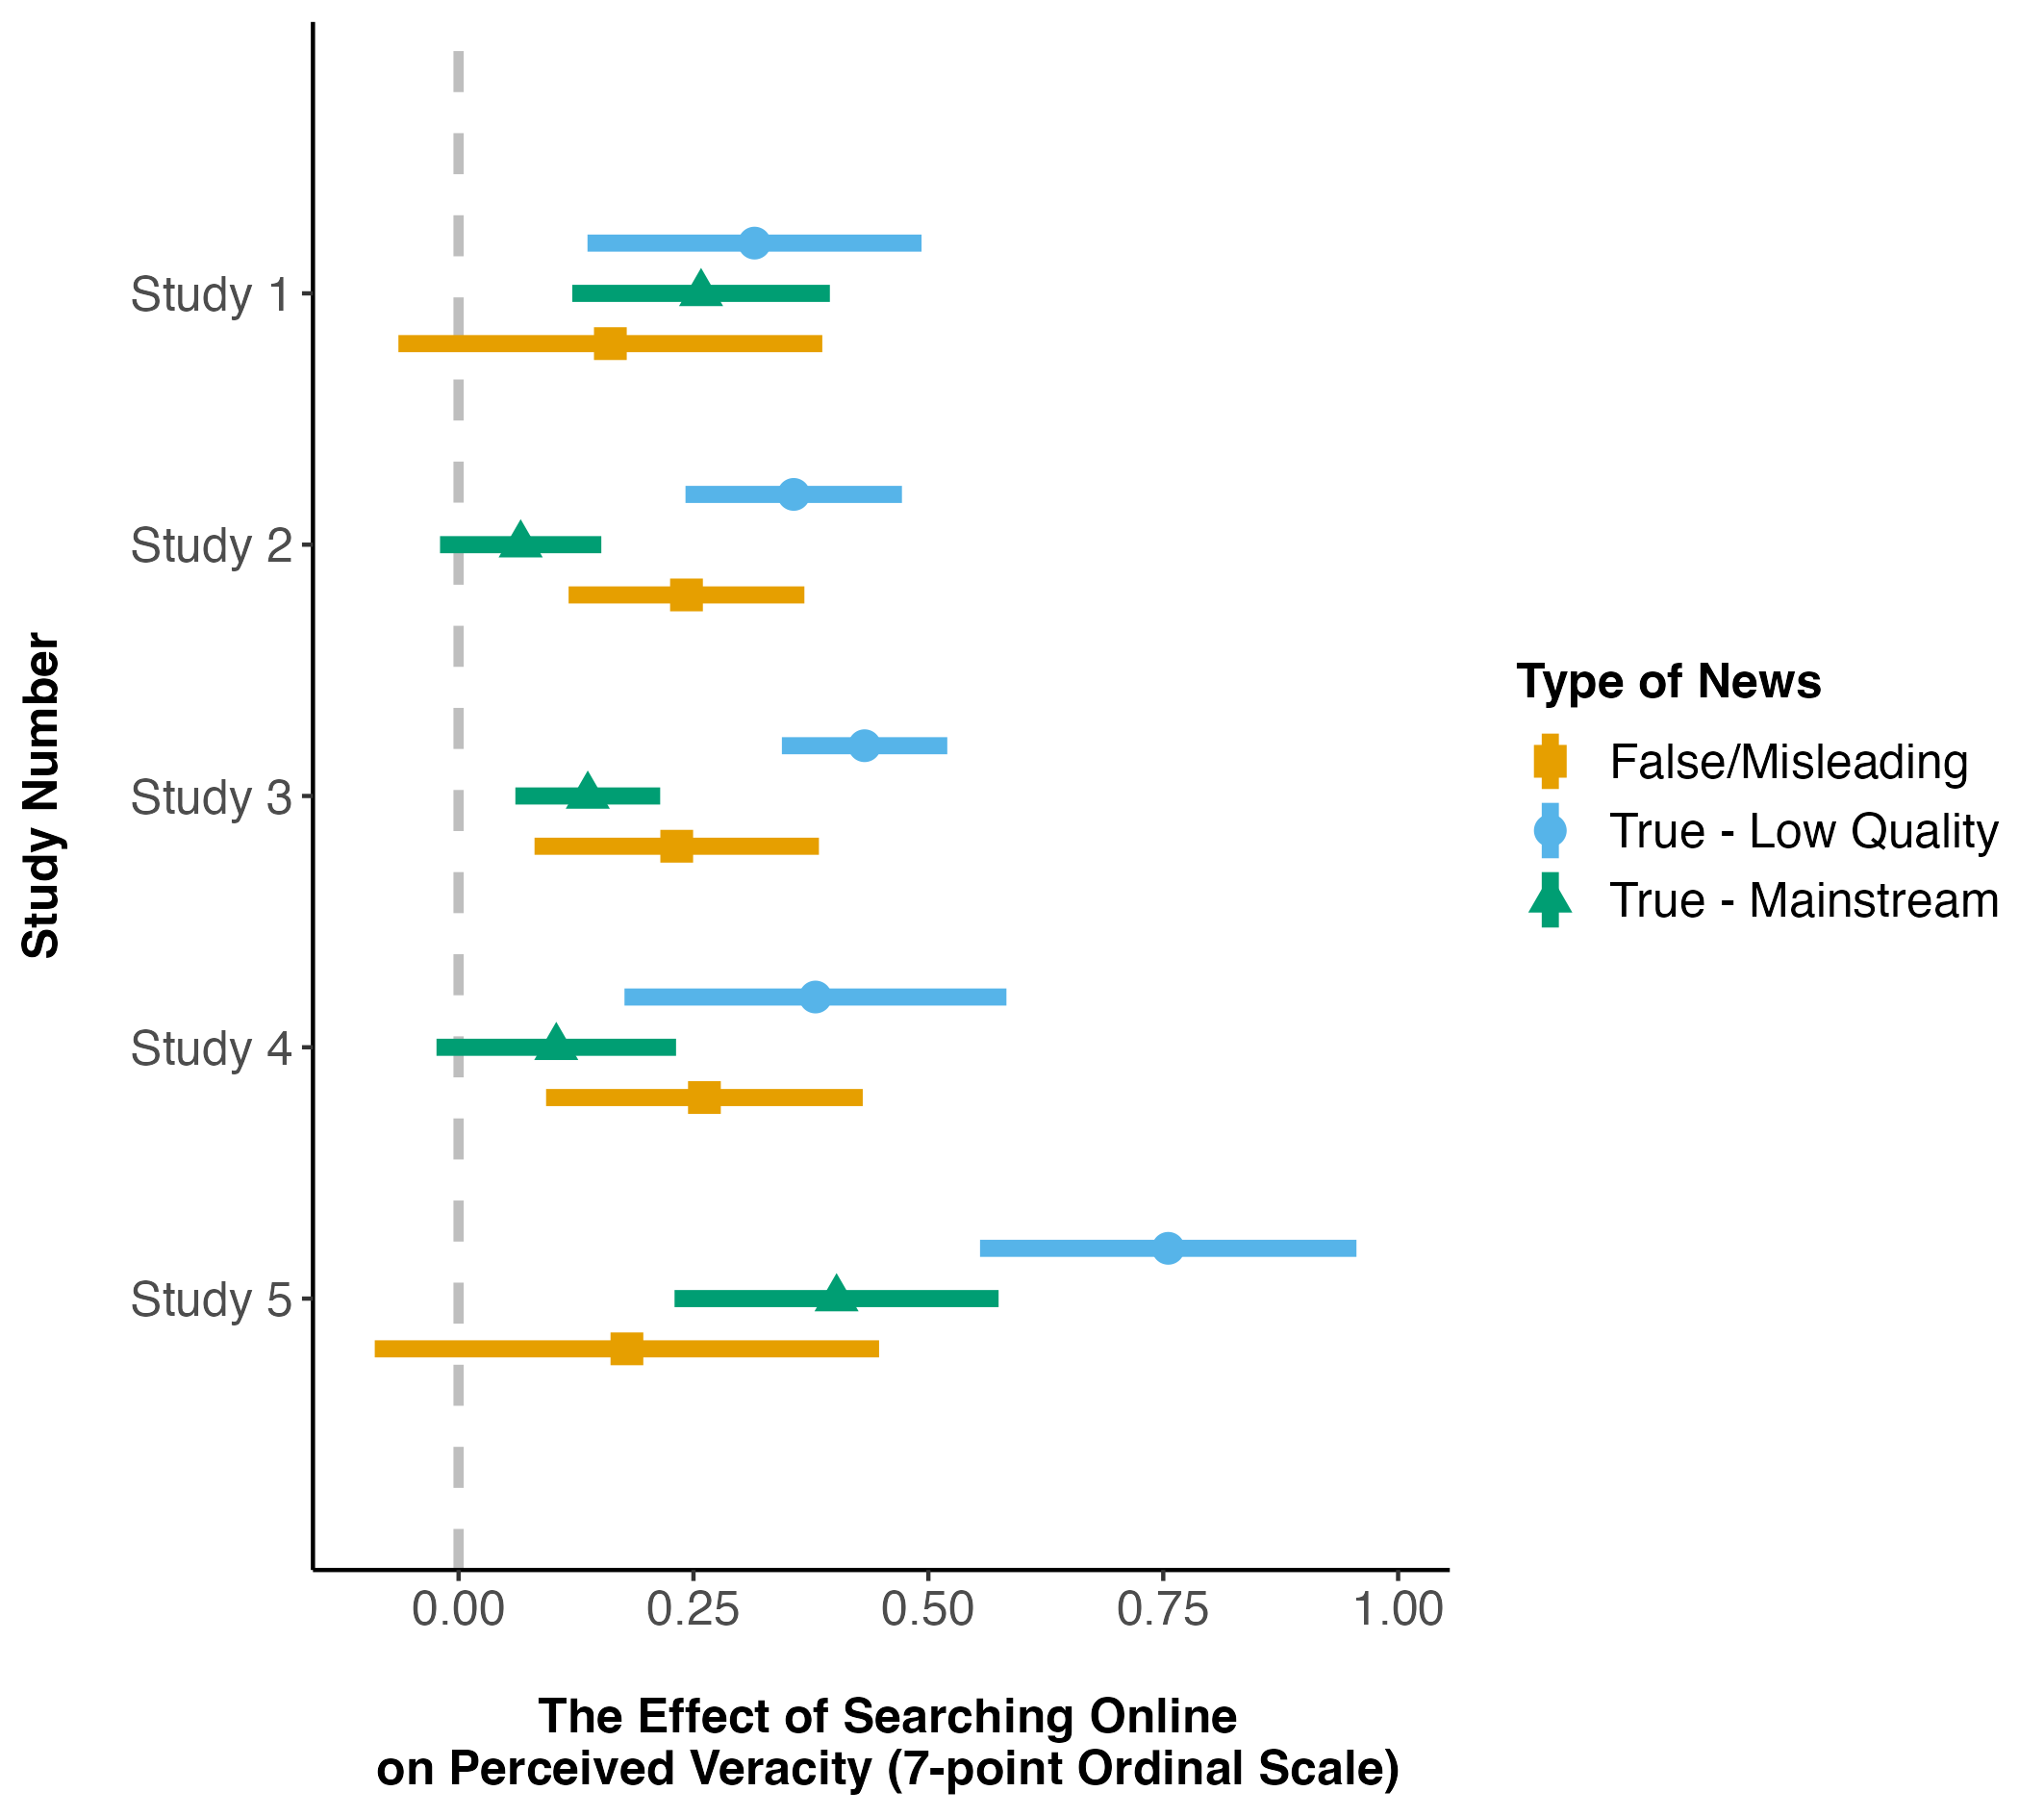 Study Number
Study 1
Study 2
Study 3
Study 4
Study 5
0.00 0.25 0.50 0.75 1.00
The Effect of Searching Online
on Perceived Veracity (7-point Ordinal Scale)
Type of News
False/Misleading
True - Low Quality
True - Mainstream